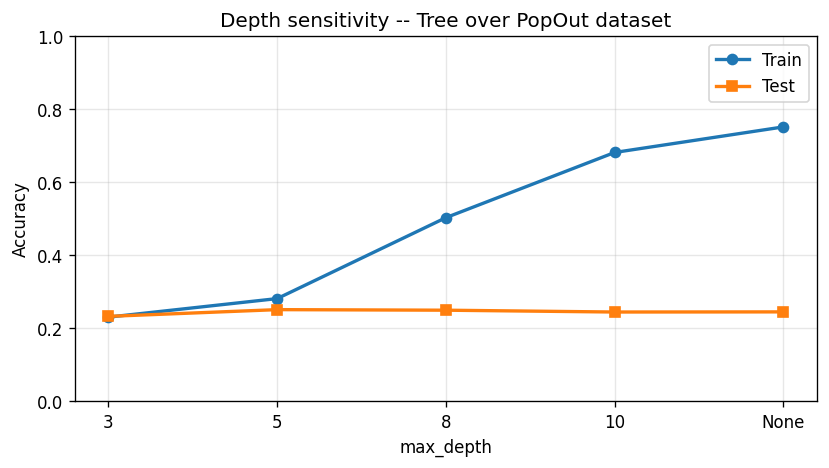 Depth sensitivity -- Tree over PopOut dataset
Train
Test
Accuracy
1.0
0.8
0.6
0.4
0.2
0.0
3 5 8 10 None
max_depth